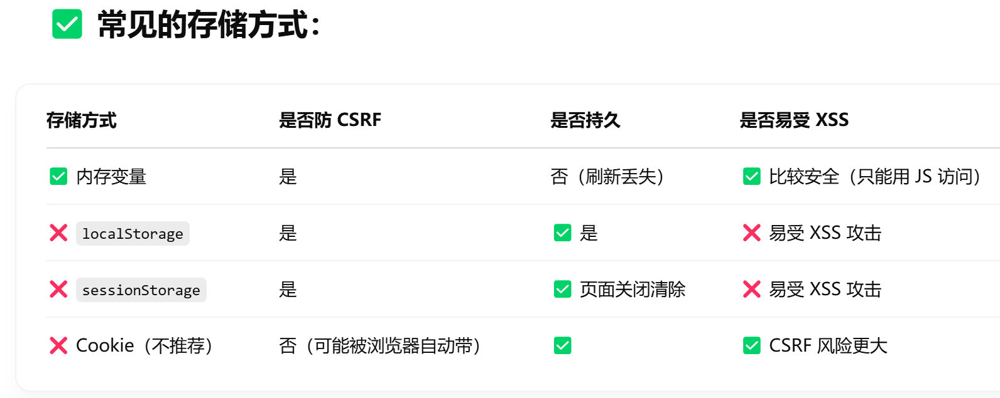 ✅ 常见的存储方式：
存储方式 是否防 CSRF 是否持久 是否易受 XSS
✅ 内存变量 是 否（刷新丢失） ✅ 比较安全（只能用 JS 访问）
❌ localStorage 是 ✅ 是 ❌ 易受 XSS 攻击
❌ sessionStorage 是 ✅ 页面关闭清除 ❌ 易受 XSS 攻击
❌ Cookie（不推荐） 否（可能被浏览器自动带） ✅ ✅ CSRF 风险更大